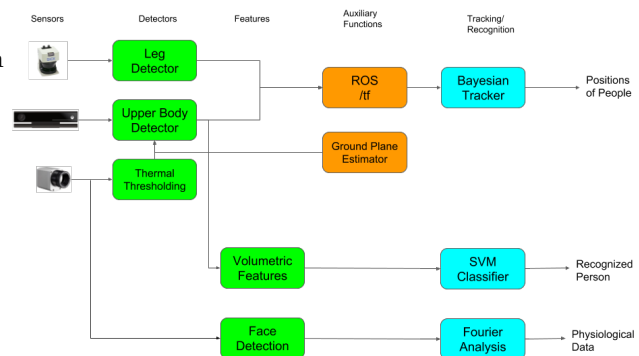 Sensors
Detectors
Features
Auxiliary
Functions
Tracking/
Recognition
Leg
Detector
ROS
/tf
Bayesian
Tracker
Positions
of People
Upper Body
Detector
Ground Plane
Estimator
Thermal
Thresholding
Volumetric
Features
SVM
Classifier
Recognized
Person
Face
Detection
Fourier
Analysis
Physiological
Data